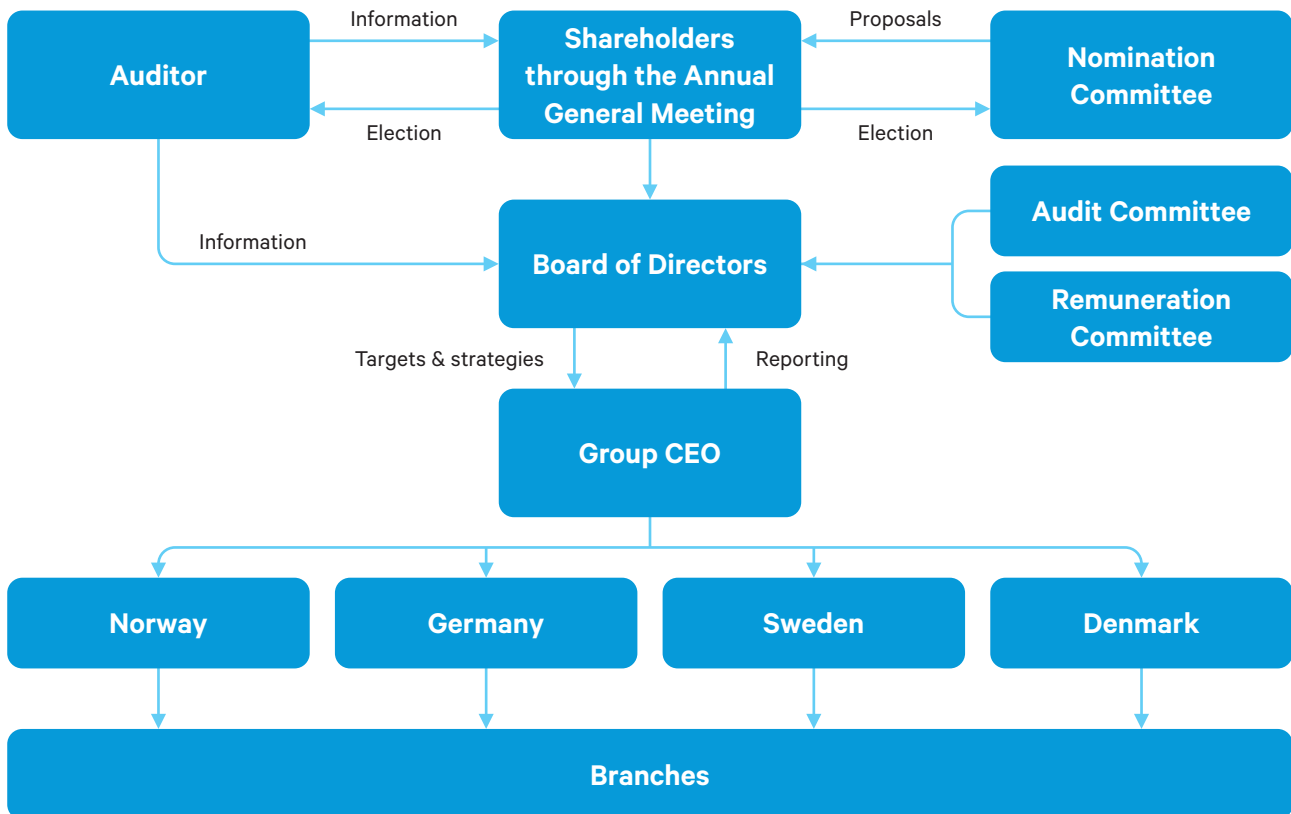 Information
Proposals
Auditor
Shareholders
through the Annual
General Meeting
Nomination
Committee
Election
Election
Audit Committee
Information
Board of Directors
Remuneration
Committee
Targets & strategies
Reporting
Group CEO
Norway
Germany
Sweden
Denmark
Branches